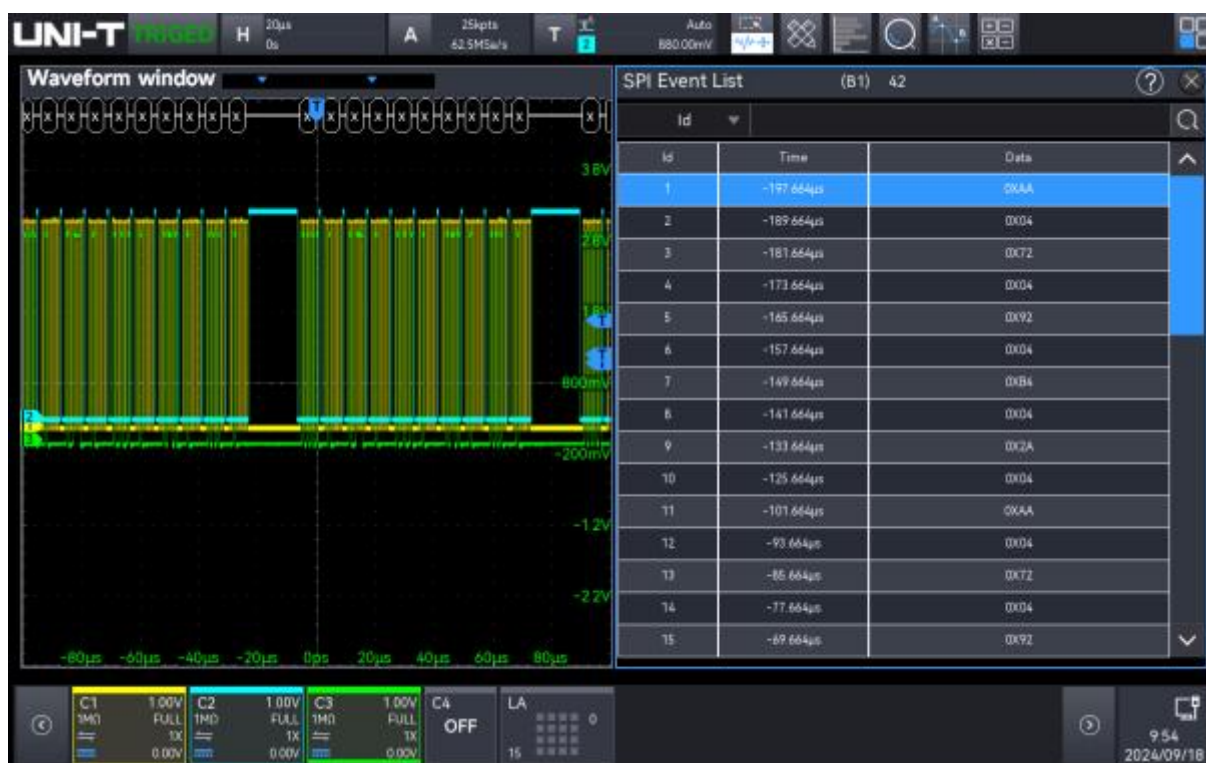 UNI-T TRIGED H 20µs 0s A 25kpts 62.5MSa/s T 2 Auto 880.00mV
Waveform window
SPI Event List (B1) 42 ?
Id
Id Time Data
1 -197.664µs 0XAA
2 -189.664µs 0X04
3 -181.664µs 0X72
4 -173.664µs 0X04
5 -165.664µs 0X92
6 -157.664µs 0X04
7 -149.664µs 0XB4
8 -141.664µs 0X04
9 -133.664µs 0X2A
10 -125.664µs 0X04
11 -101.664µs 0XAA
12 -93.664µs 0X04
13 -85.664µs 0X72
14 -77.664µs 0X04
15 -69.664µs 0X92
T
3.8V
2.8V
1.8V
T
T
800mV
2
-200mV
-1.2V
-2.2V
-80µs -60µs -40µs -20µs 0ps 20µs 40µs 60µs 80µs
C1 1.00V
1MΩ FULL
1X
0.00V
C2 1.00V
1MΩ FULL
1X
0.00V
C3 1.00V
1MΩ FULL
1X
0.00V
C4
OFF
LA
0
15
9:54
2024/09/18